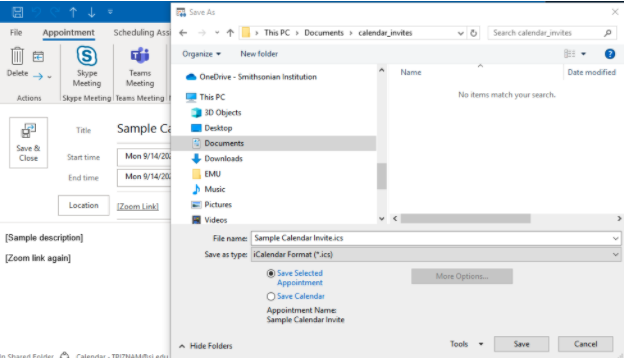 Save As
File Appointment Scheduling Ass
This PC > Documents > calendar_invites
Search calendar_invites
Organize
New folder
Delete
Skype Meeting
Teams Meeting
Actions
Skype Meeting
Teams Meeting
Save & Close
Title
Sample Ca
Start time
Mon 9/14/202
End time
Mon 9/14/202
Location
[Zoom Link]
[Sample description]
[Zoom link again]
OneDrive - Smithsonian Institution
This PC
3D Objects
Desktop
Documents
Downloads
EMU
Music
Pictures
Videos
Name
Date modified
No items match your search.
File name: Sample Calendar Invite.ics
Save as type: iCalendar Format (*.ics)
Save Selected
Appointment
Save Calendar
More Options...
Appointment Name:
Sample Calendar Invite
Hide Folders
Tools
Save
Cancel
In Shared Folder